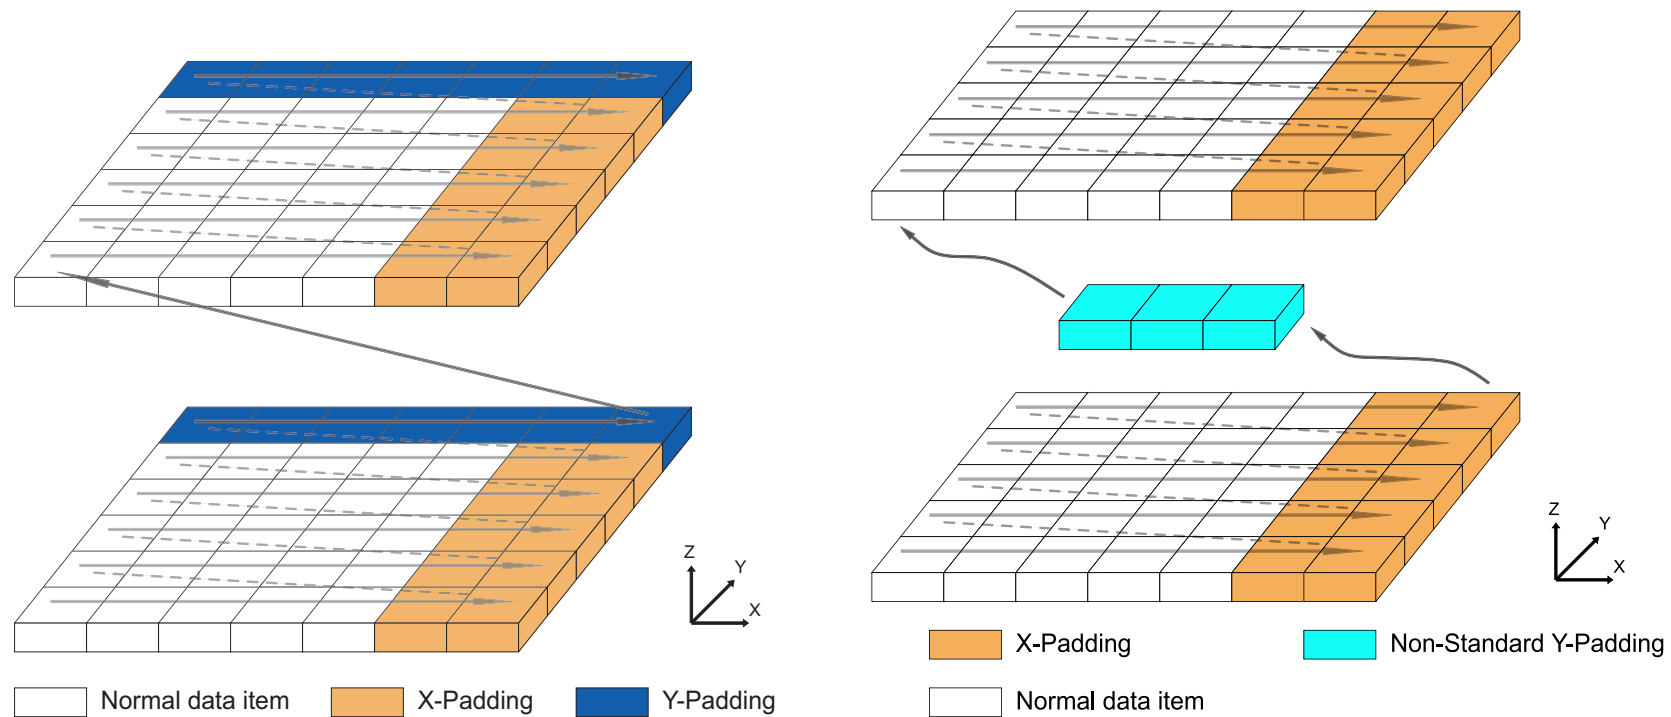 Z
Y
X
Z
Y
X
X-Padding
Non-Standard Y-Padding
Normal data item
X-Padding
Y-Padding
Normal data item